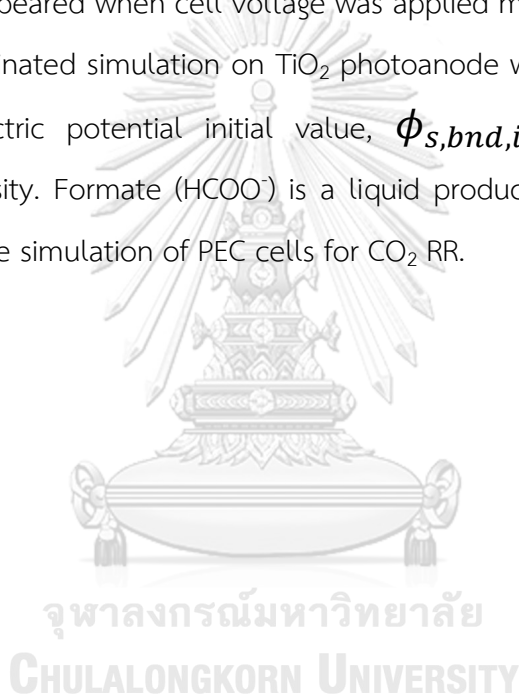 peared when cell voltage was applied m
inated simulation on TiO₂ photoanode w
ctric potential initial value, ϕs,bnd,i
sity. Formate (HCOO⁻) is a liquid produc
e simulation of PEC cells for CO₂ RR.
จุฬาลงกรณ์มหาวิทยาลัย
CHULALONGKORN UNIVERSITY